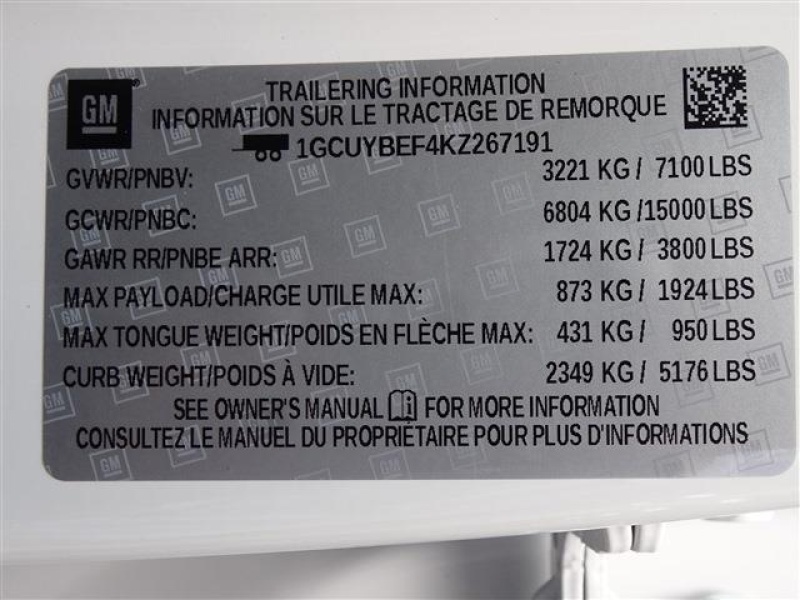 GM
TRAILERING INFORMATION
INFORMATION SUR LE TRACTAGE DE REMORQUE
1GCUYBEF4KZ267191
GVWR/PNBV: 3221 KG / 7100 LBS
GCWR/PNBC: 6804 KG /15000 LBS
GAWR RR/PNBE ARR: 1724 KG / 3800 LBS
MAX PAYLOAD/CHARGE UTILE MAX: 873 KG / 1924 LBS
MAX TONGUE WEIGHT/POIDS EN FLÈCHE MAX: 431 KG / 950 LBS
CURB WEIGHT/POIDS À VIDE: 2349 KG / 5176 LBS
SEE OWNER'S MANUAL FOR MORE INFORMATION
CONSULTEZ LE MANUEL DU PROPRIÉTAIRE POUR PLUS D'INFORMATIONS